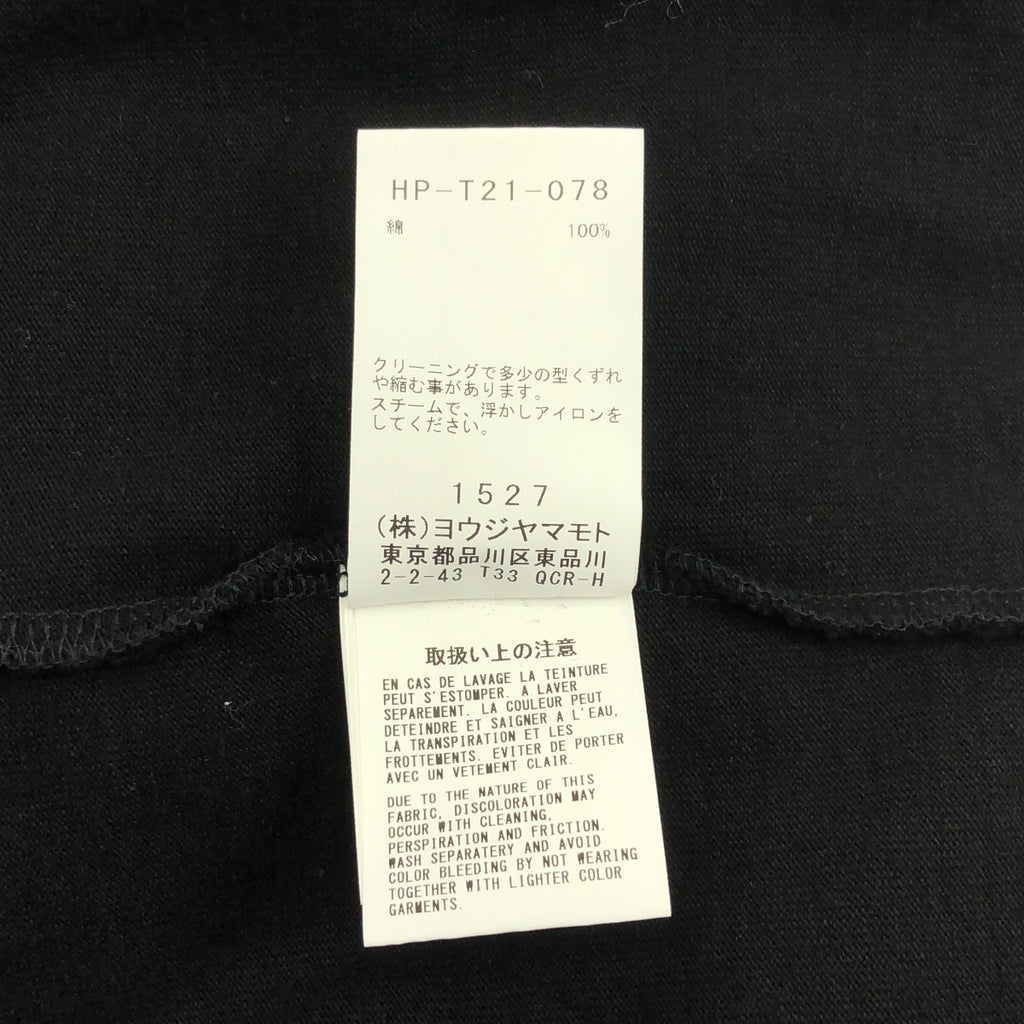 HP-T21-078
綿 100%
クリーニングで多少の型くずれ
や縮む事があります。
スチームで、浮かしアイロンを
してください。
1527
(株)ヨウジヤマモト
東京都品川区東品川
2-2-43 T33 QCR-H
取扱い上の注意
EN CAS DE LAVAGE LA TEINTURE
PEUT S'ESTOMPER. A LAVER
SEPAREMENT. LA COULEUR PEUT
DETEINDRE ET SAIGNER A L'EAU,
LA TRANSPIRATION ET LES
FROTTEMENTS. EVITER DE PORTER
AVEC UN VETEMENT CLAIR.
DUE TO THE NATURE OF THIS
FABRIC, DISCOLORATION MAY
OCCUR WITH CLEANING,
PERSPIRATION AND FRICTION.
WASH SEPARATERY AND AVOID
COLOR BLEEDING BY NOT WEARING
TOGETHER WITH LIGHTER COLOR
GARMENTS.